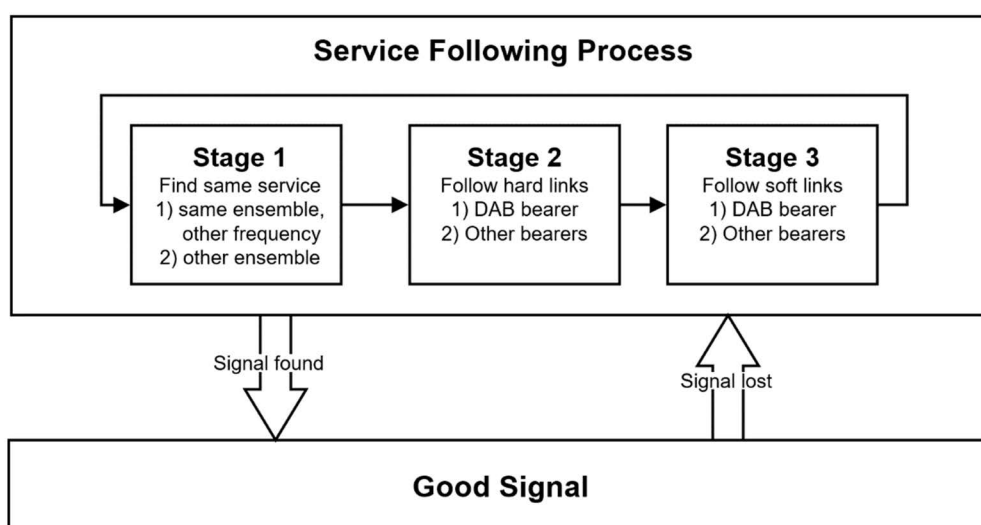 Service Following Process
Stage 1
Find same service
1) same ensemble,
other frequency
2) other ensemble
Stage 2
Follow hard links
1) DAB bearer
2) Other bearers
Stage 3
Follow soft links
1) DAB bearer
2) Other bearers
Signal found
Signal lost
Good Signal